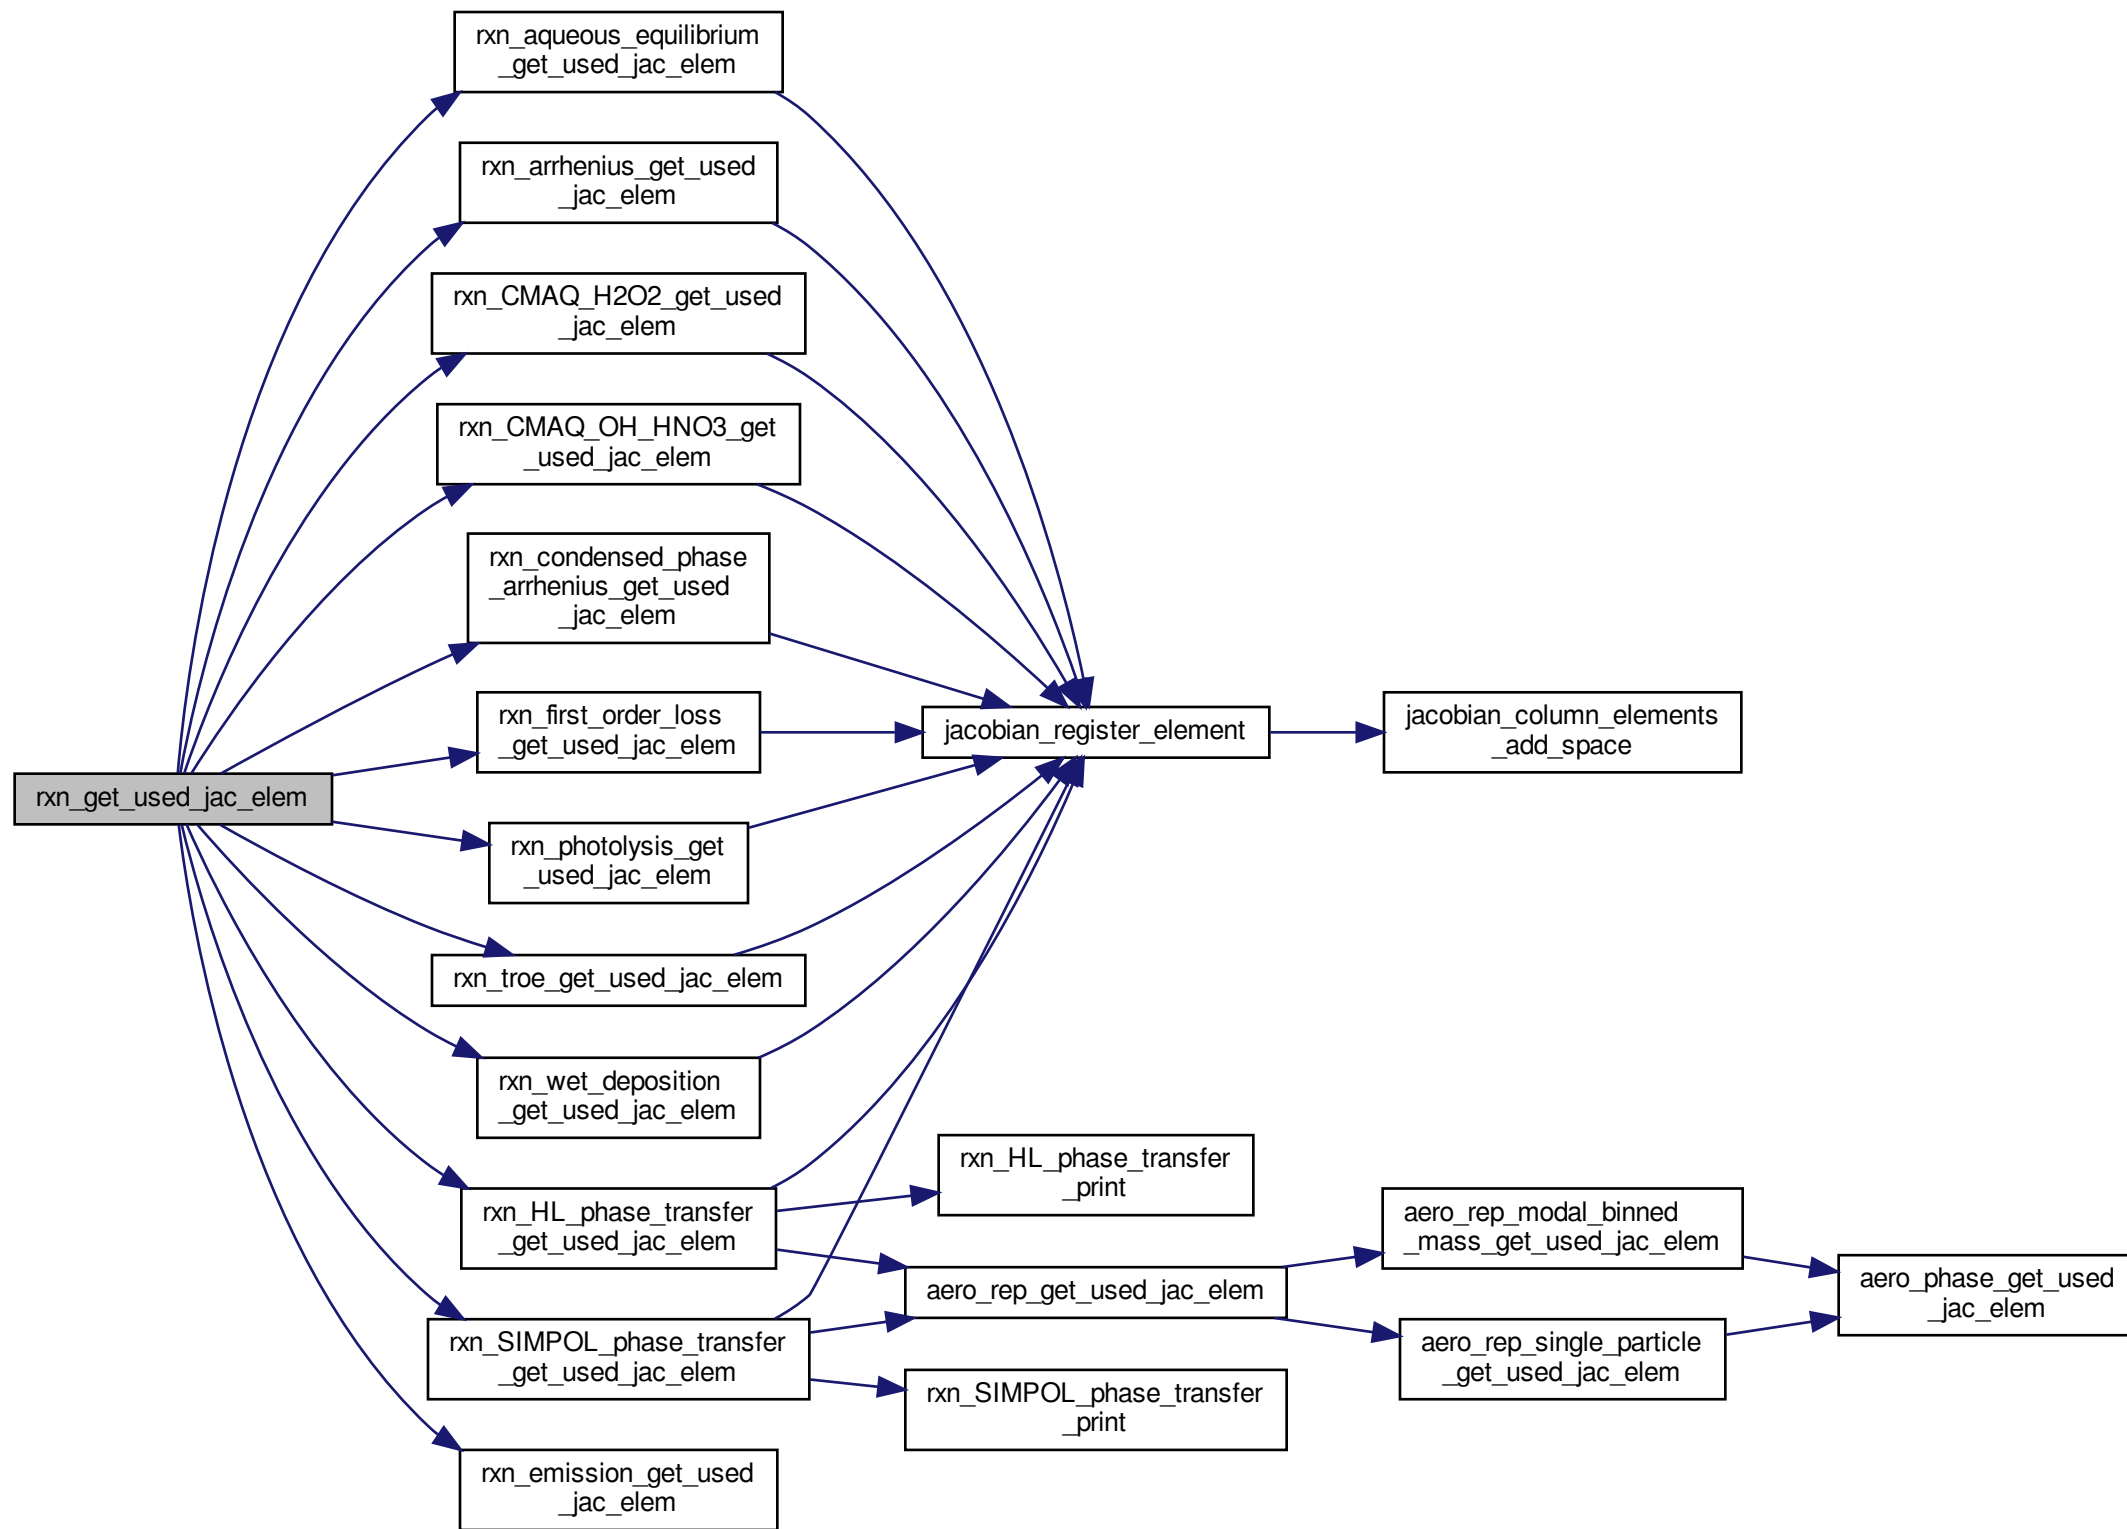 rxn_get_used_jac_elem
rxn_aqueous_equilibrium
_get_used_jac_elem
rxn_arrhenius_get_used
_jac_elem
rxn_CMAQ_H2O2_get_used
_jac_elem
rxn_CMAQ_OH_HNO3_get
_used_jac_elem
rxn_condensed_phase
_arrhenius_get_used
_jac_elem
rxn_first_order_loss
_get_used_jac_elem
rxn_photolysis_get
_used_jac_elem
rxn_troe_get_used_jac_elem
rxn_wet_deposition
_get_used_jac_elem
rxn_HL_phase_transfer
_get_used_jac_elem
rxn_SIMPOL_phase_transfer
_get_used_jac_elem
rxn_emission_get_used
_jac_elem
jacobian_register_element
rxn_HL_phase_transfer
_print
aero_rep_get_used_jac_elem
rxn_SIMPOL_phase_transfer
_print
jacobian_column_elements
_add_space
aero_rep_modal_binned
_mass_get_used_jac_elem
aero_rep_single_particle
_get_used_jac_elem
aero_phase_get_used
_jac_elem